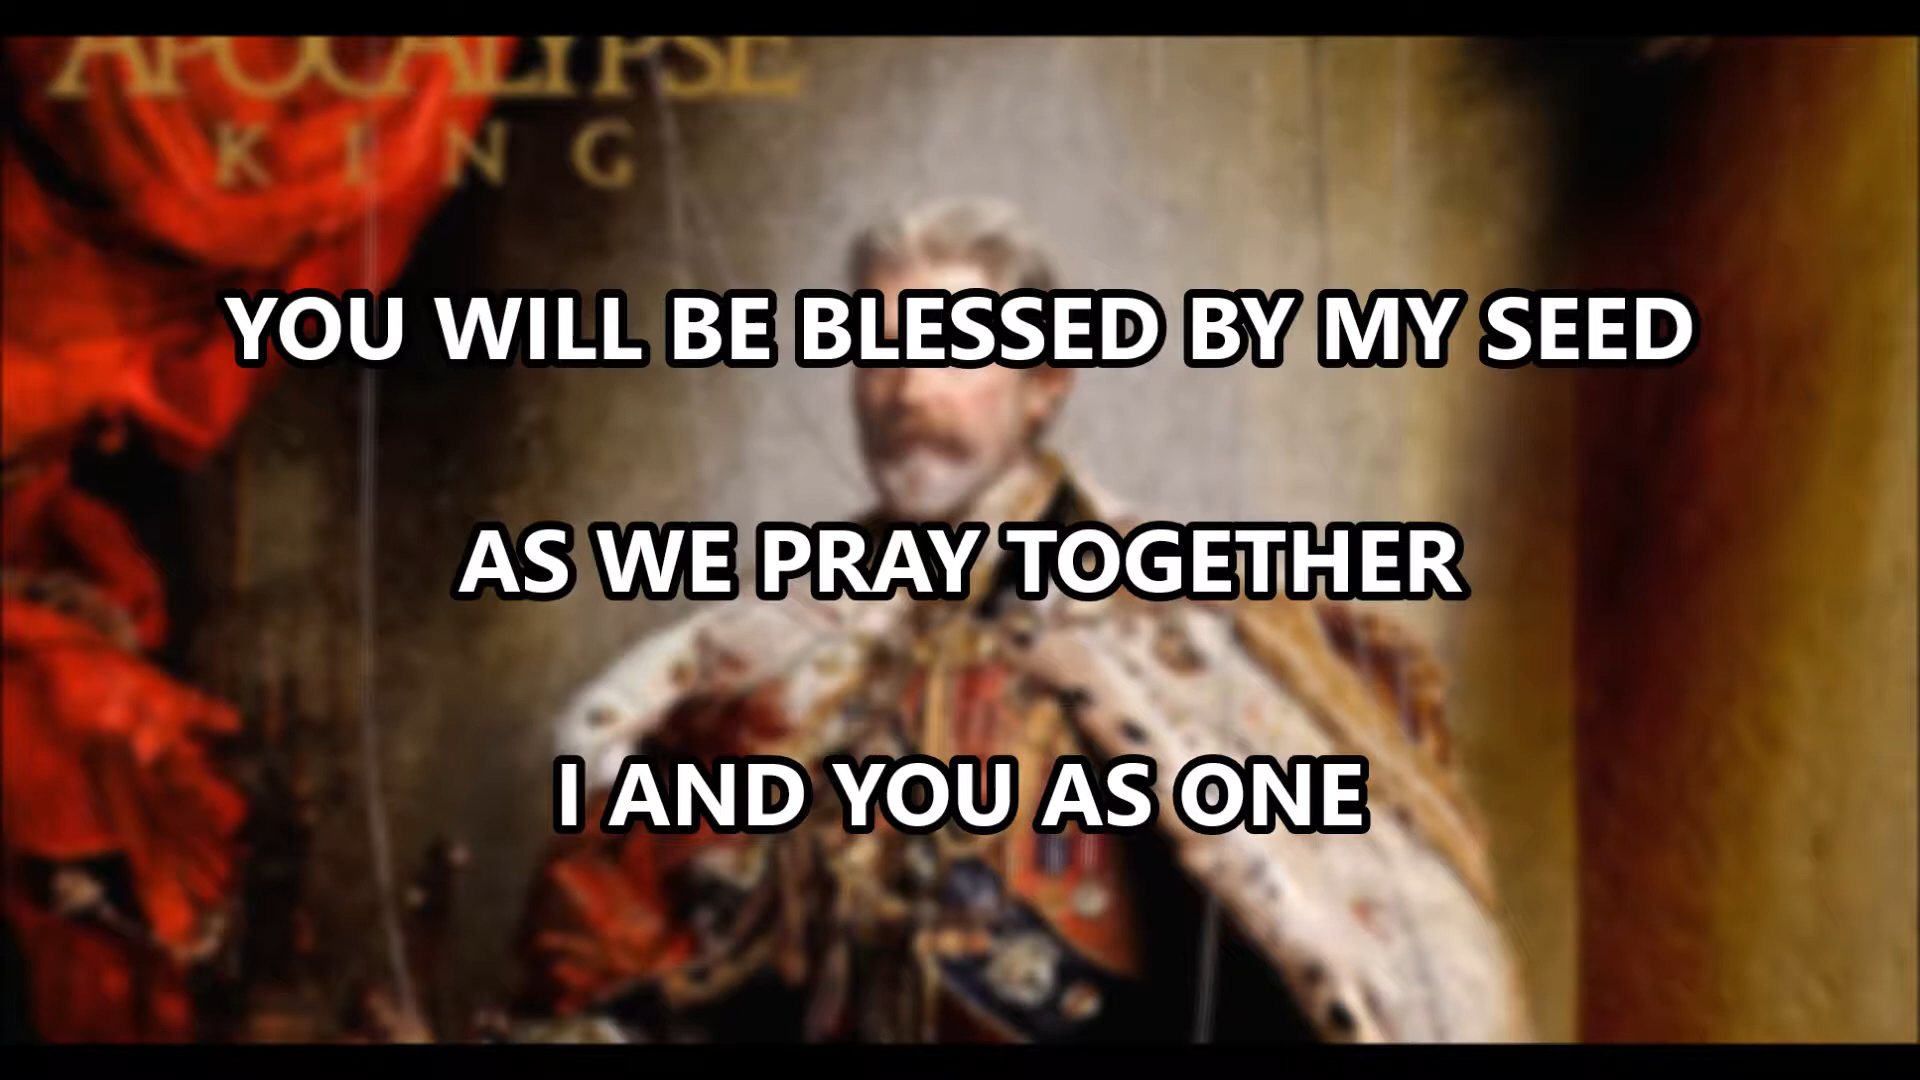 APOCALYPSE
KING
YOU WILL BE BLESSED BY MY SEED
AS WE PRAY TOGETHER
I AND YOU AS ONE